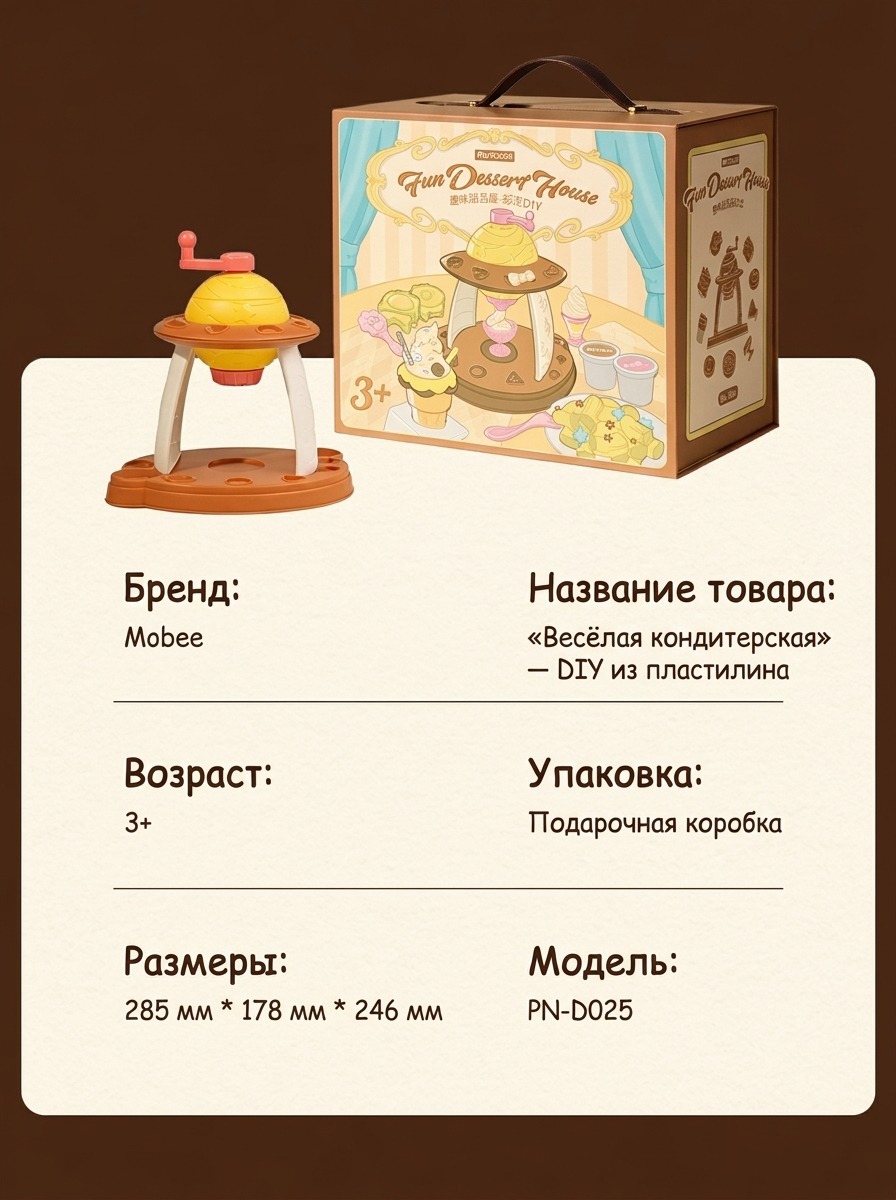 Fun Dessert House
3+
Бренд:
Mobee
Название товара:
«Весёлая кондитерская»
— DIY из пластилина
Возраст:
3+
Упаковка:
Подарочная коробка
Размеры:
285 мм * 178 мм * 246 мм
Модель:
PN-D025